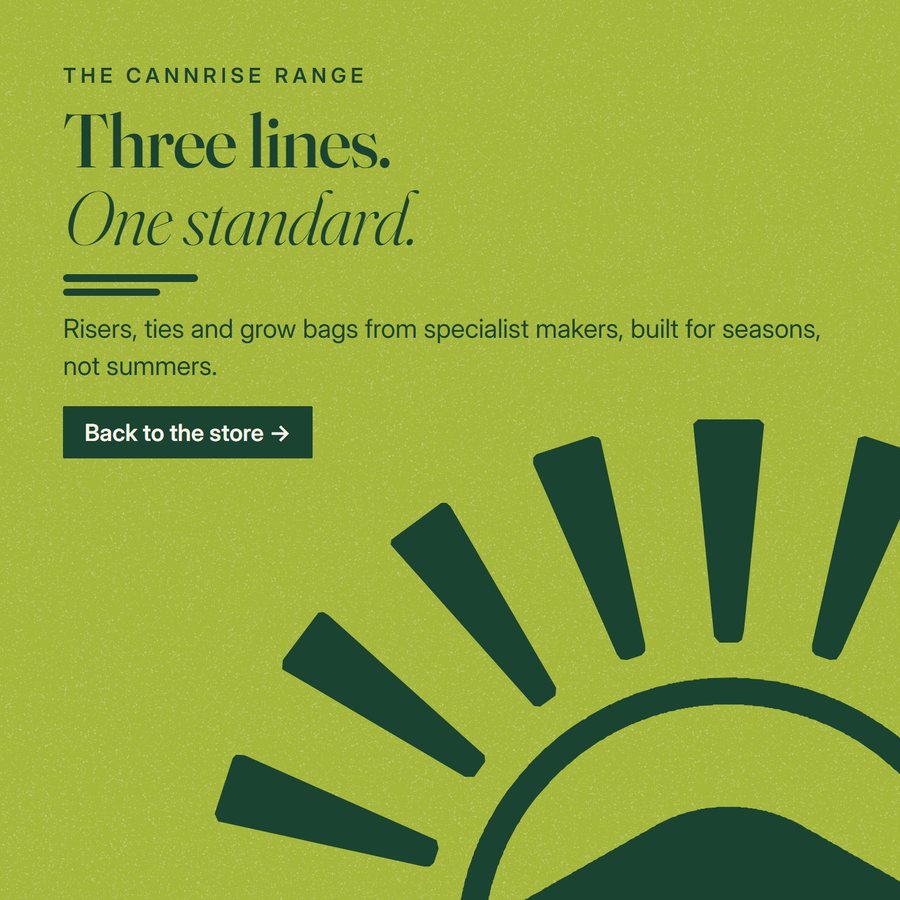 THE CANNRISE RANGE
Three lines.
One standard.
Risers, ties and grow bags from specialist makers, built for seasons,
not summers.
Back to the store →